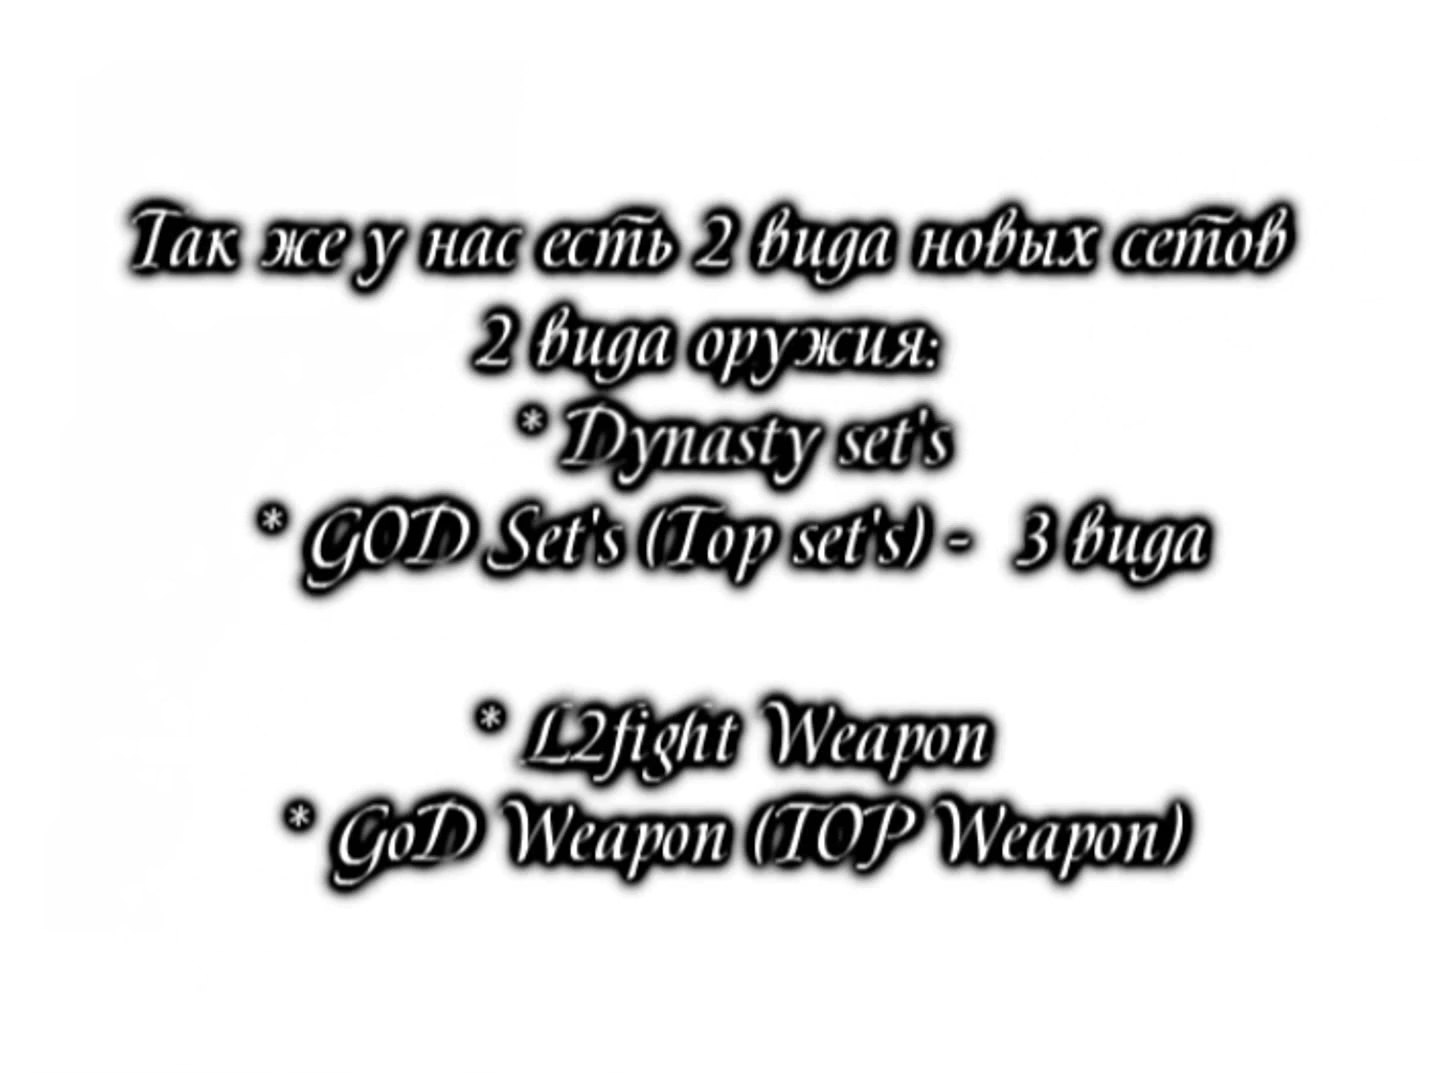 Так же у нас есть 2 вида новых сетов
2 вида оружия:
* Dynasty set's
* GOD Set's (Top set's) - 3 вида
* L2fight Weapon
* GoD Weapon (TOP Weapon)